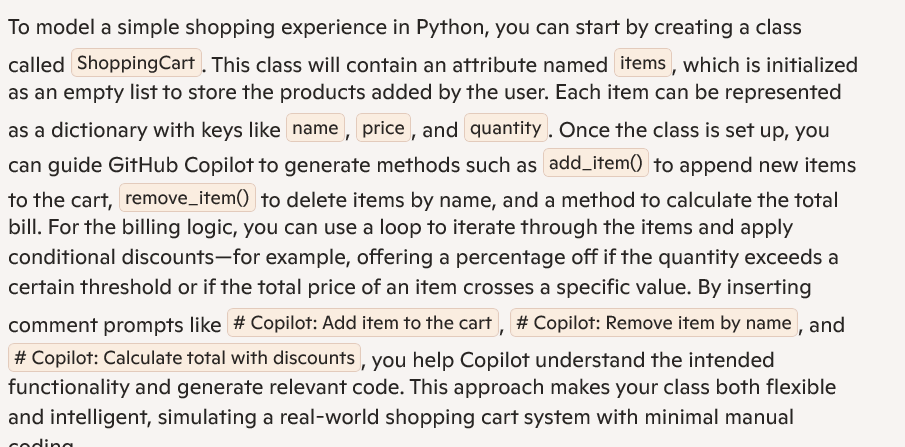 To model a simple shopping experience in Python, you can start by creating a class
called ShoppingCart. This class will contain an attribute named items, which is initialized
as an empty list to store the products added by the user. Each item can be represented
as a dictionary with keys like name, price, and quantity. Once the class is set up, you
can guide GitHub Copilot to generate methods such as add_item() to append new items
to the cart, remove_item() to delete items by name, and a method to calculate the total
bill. For the billing logic, you can use a loop to iterate through the items and apply
conditional discounts—for example, offering a percentage off if the quantity exceeds a
certain threshold or if the total price of an item crosses a specific value. By inserting
comment prompts like # Copilot: Add item to the cart, # Copilot: Remove item by name, and
# Copilot: Calculate total with discounts, you help Copilot understand the intended
functionality and generate relevant code. This approach makes your class both flexible
and intelligent, simulating a real-world shopping cart system with minimal manual
coding.